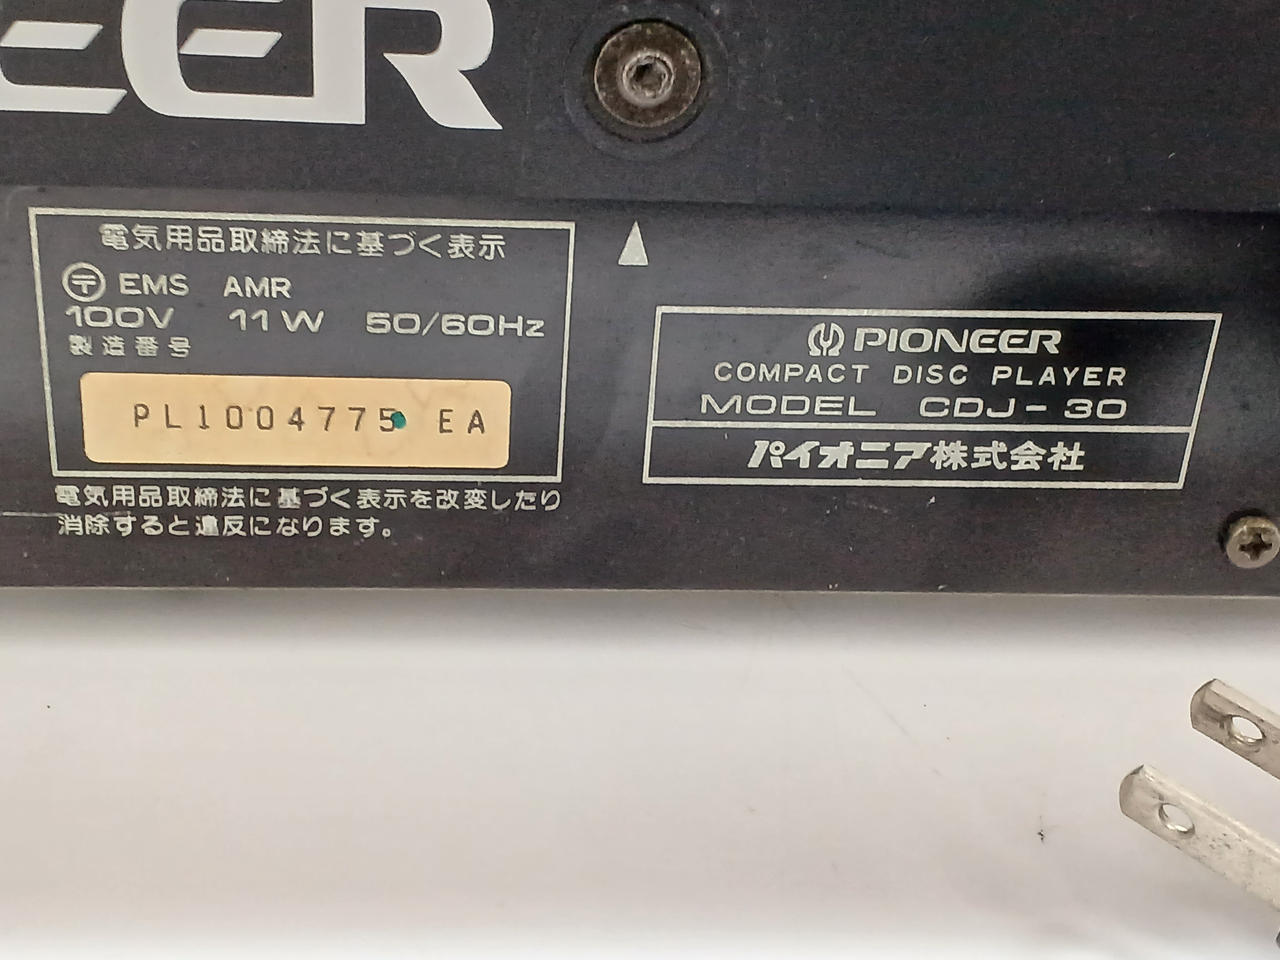 EER
電気用品取締法に基づく表示
〒 EMS AMR
100V 11W 50/60Hz
製造番号
PL1004775 EA
電気用品取締法に基づく表示を改変したり
消除すると違反になります。
PIONEER
COMPACT DISC PLAYER
MODEL CDJ-30
パイオニア株式会社